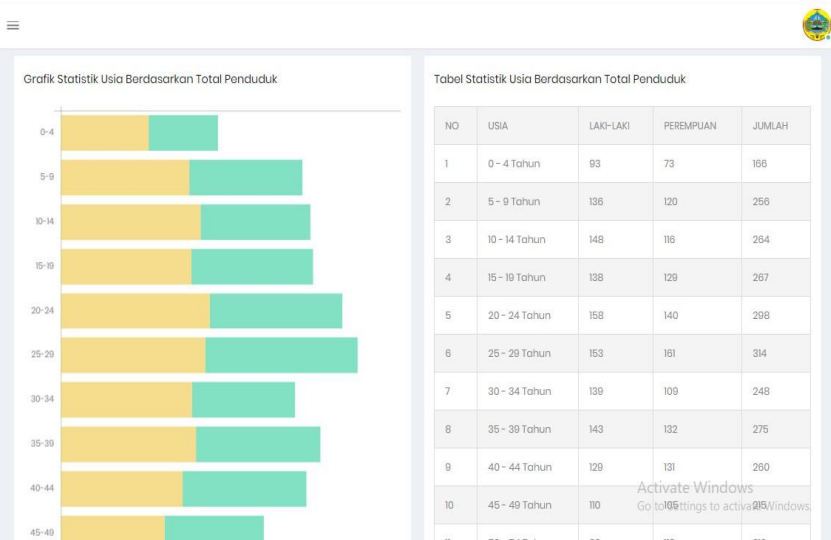 Grafik Statistik Usia Berdasarkan Total Penduduk
0-4
5-9
10-14
15-19
20-24
25-29
30-34
35-39
40-44
45-49
Tabel Statistik Usia Berdasarkan Total Penduduk
NO USIA LAKI-LAKI PEREMPUAN JUMLAH
1 0 - 4 Tahun 93 73 166
2 5 - 9 Tahun 136 120 256
3 10 - 14 Tahun 148 116 264
4 15 - 19 Tahun 138 129 267
5 20 - 24 Tahun 158 140 298
6 25 - 29 Tahun 153 161 314
7 30 - 34 Tahun 139 109 248
8 35 - 39 Tahun 143 132 275
9 40 - 44 Tahun 129 131 260
10 45 - 49 Tahun 110 105 215
Activate Windows
Go to Settings to activate Windows.